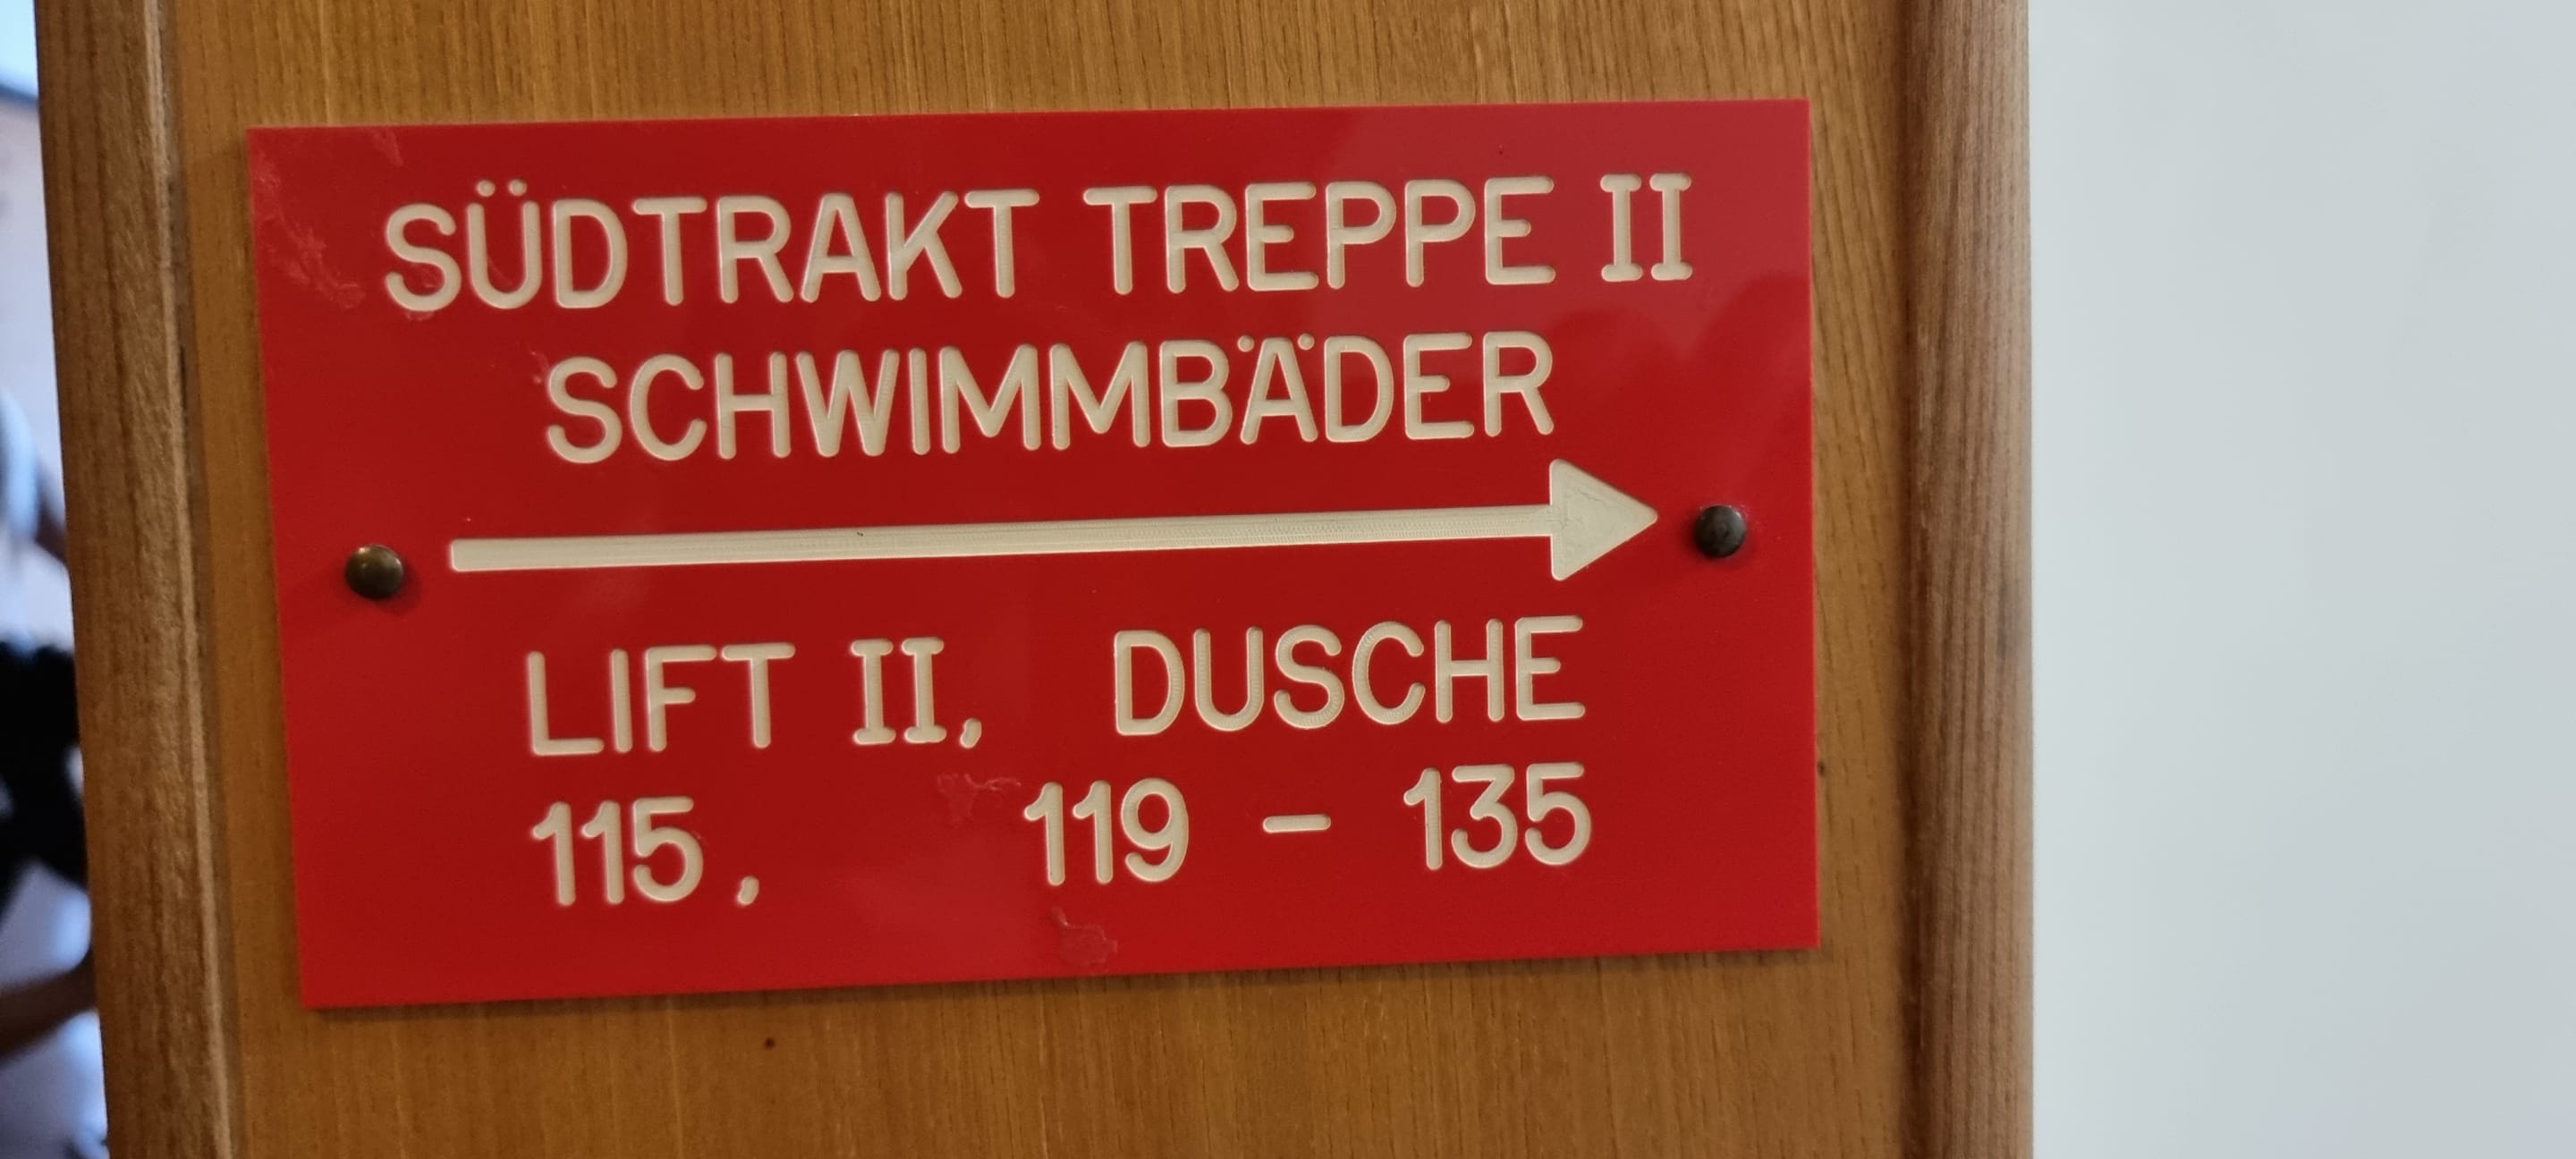 SÜDTRAKT TREPPE II
SCHWIMMBÄDER
LIFT II, DUSCHE
115, 119 - 135